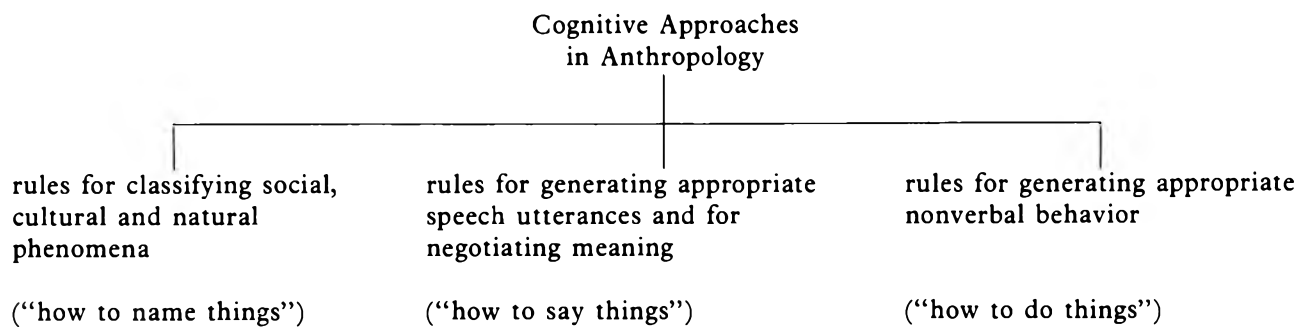 Cognitive Approaches
in Anthropology
rules for classifying social,
cultural and natural
phenomena
(“how to name things”)
rules for generating appropriate
speech utterances and for
negotiating meaning
(“how to say things”)
rules for generating appropriate
nonverbal behavior
(“how to do things”)